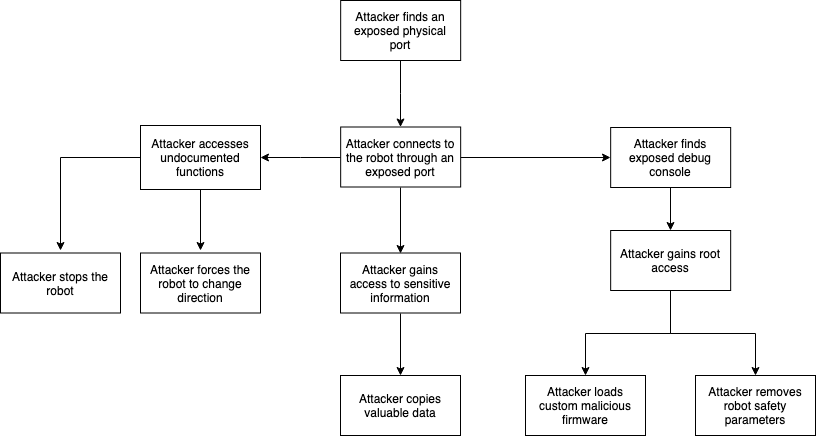 Attacker finds an
exposed physical
port
Attacker accesses
undocumented
functions
Attacker connects to
the robot through an
exposed port
Attacker finds
exposed debug
console
Attacker stops the
robot
Attacker forces the
robot to change
direction
Attacker gains
access to sensitive
information
Attacker gains root
access
Attacker copies
valuable data
Attacker loads
custom malicious
firmware
Attacker removes
robot safety
parameters